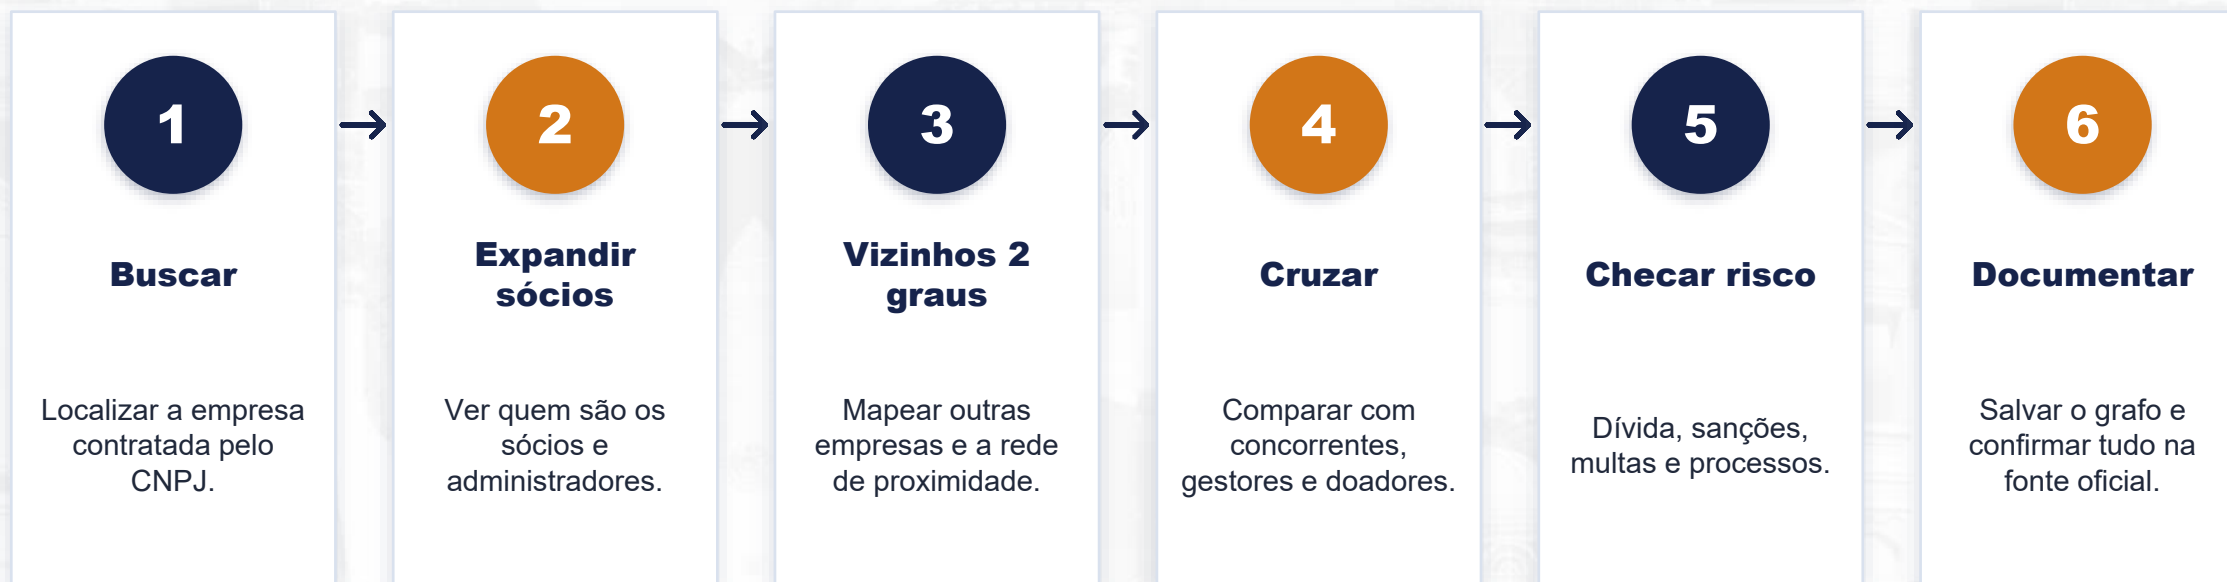 1
Buscar
Localizar a empresa
contratada pelo
CNPJ.
2
Expandir
sócios
Ver quem são os
sócios e
administradores.
3
Vizinhos 2
graus
Mapear outras
empresas e a rede
de proximidade.
4
Cruzar
Comparar com
concorrentes,
gestores e doadores.
5
Checar risco
Dívida, sanções,
multas e processos.
6
Documentar
Salvar o grafo e
confirmar tudo na
fonte oficial.